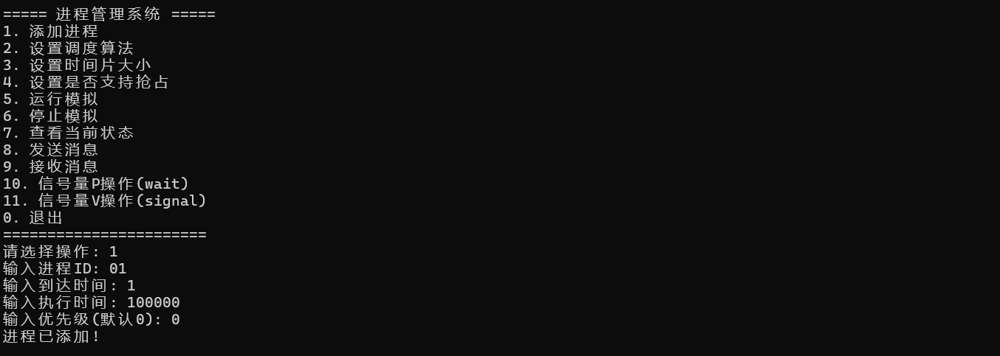 ===== 进程管理系统 =====
1. 添加进程
2. 设置调度算法
3. 设置时间片大小
4. 设置是否支持抢占
5. 运行模拟
6. 停止模拟
7. 查看当前状态
8. 发送消息
9. 接收消息
10. 信号量P操作(wait)
11. 信号量V操作(signal)
0. 退出
=======================
请选择操作: 1
输入进程ID: 01
输入到达时间: 1
输入执行时间: 100000
输入优先级(默认0): 0
进程已添加!